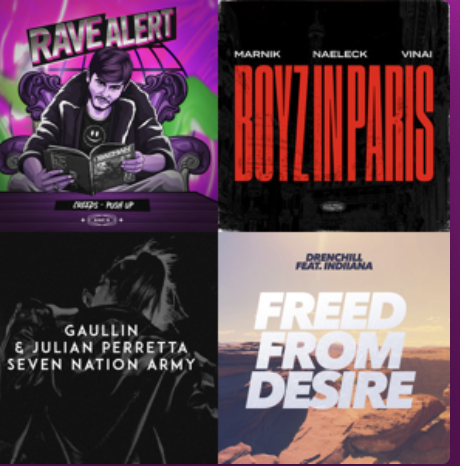 RAVE ALERT
CREEDS - PUSH UP
MARNIK NAELECK VINAI
BOYZ IN PARIS
GAULLIN
& JULIAN PERRETTA
SEVEN NATION ARMY
DRENCHILL
FEAT. INDIIANA
FREED
FROM
DESIRE